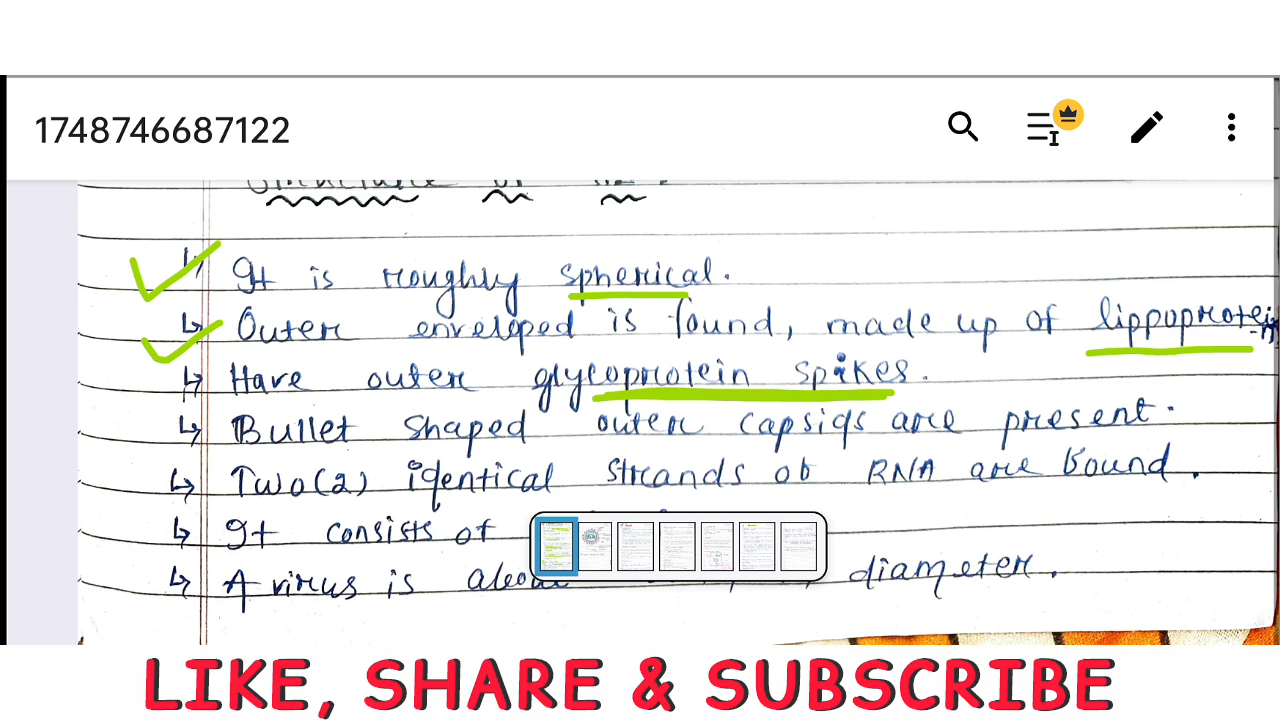 1748746687122
It is roughly spherical.
Outer enveloped is found, made up of lippoprotein
Have outer glycoprotein spikes.
Bullet shaped outer capsids are present.
Two(2) identical strands of RNA are found.
It consists of
A virus is diameter.
LIKE, SHARE & SUBSCRIBE